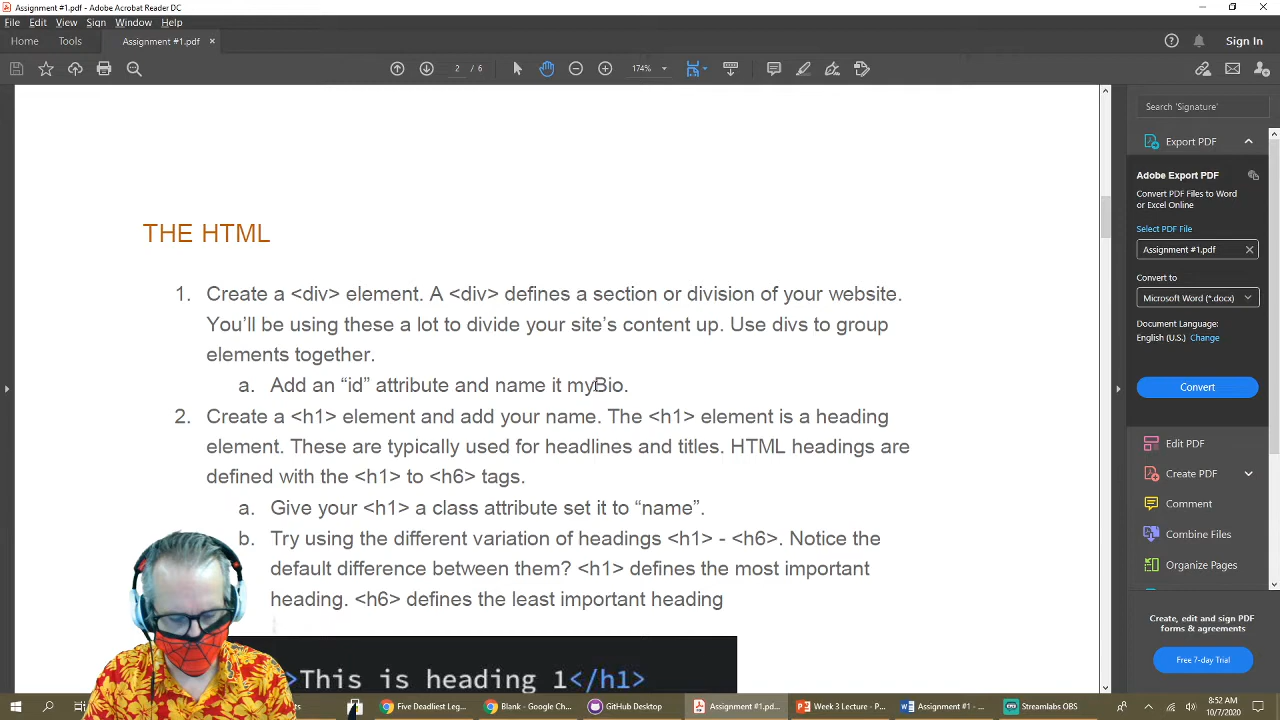 Assignment #1.pdf - Adobe Acrobat Reader DC
File Edit View Sign Window Help
Home Tools Assignment #1.pdf × Sign In
2 / 6 174%
THE HTML
1. Create a <div> element. A <div> defines a section or division of your website.
You’ll be using these a lot to divide your site’s content up. Use divs to group
elements together.
a. Add an “id” attribute and name it myBio.
2. Create a <h1> element and add your name. The <h1> element is a heading
element. These are typically used for headlines and titles. HTML headings are
defined with the <h1> to <h6> tags.
a. Give your <h1> a class attribute set it to “name”.
b. Try using the different variation of headings <h1> - <h6>. Notice the
default difference between them? <h1> defines the most important
heading. <h6> defines the least important heading
>This is heading 1</h1>
Search 'Signature'
Export PDF
Adobe Export PDF
Convert PDF Files to Word
or Excel Online
Select PDF File
Assignment #1.pdf
Convert to
Microsoft Word (*.docx)
Document Language:
English (U.S.) Change
Convert
Edit PDF
Create PDF
Comment
Combine Files
Organize Pages
Create, edit and sign PDF
forms & agreements
Free 7-day Trial
Five Deadliest Leg... Blank - Google Ch... GitHub Desktop Assignment #1.pd... Week 3 Lecture - P... Assignment #1 - ... Streamlabs OBS
8:52 AM
10/7/2020